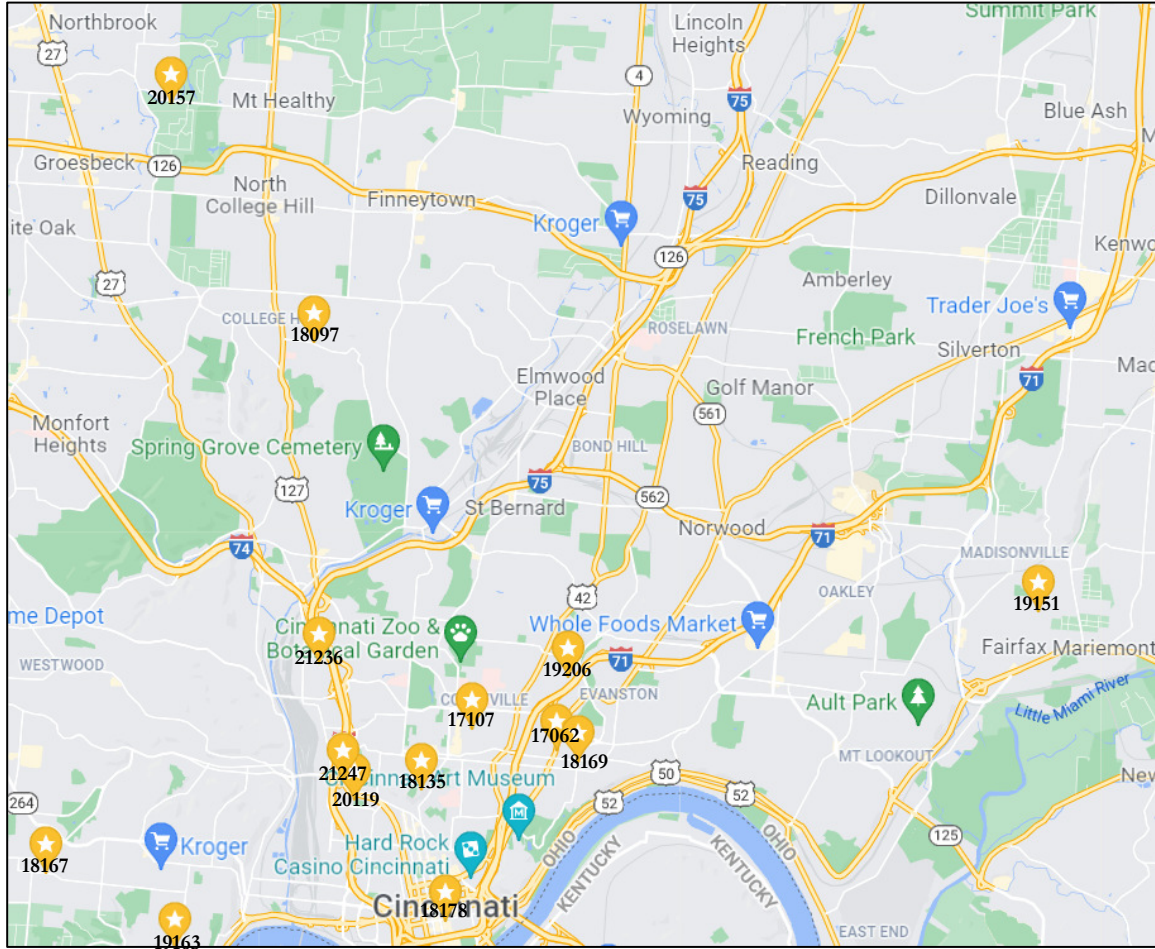 Northbrook
Lincoln
Heights
Summit Park
27
20157
Mt Healthy
4
75
Wyoming
Blue Ash
M
Groesbeck
126
North
College Hill
Finneytown
Reading
75
Dillonvale
ite Oak
Kroger
126
Kenwo
27
Amberley
Trader Joe's
COLLEGE H
18097
ROSELAWN
French Park
Silverton
Mad
Elmwood
Place
Golf Manor
71
561
Monfort
Heights
Spring Grove Cemetery
BOND HILL
127
75
Kroger
St Bernard
562
Norwood
71
74
MADISONVILLE
42
OAKLEY
19151
me Depot
Cincinnati Zoo &
Botanical Garden
Whole Foods Market
21236
19206
71
Fairfax
Mariemont
WESTWOOD
EVANSTON
17107
17062
18169
Ault Park
Little Miami River
MT LOOKOUT
21247
20119
18135
Art Museum
50
52
52
New
264
18167
Kroger
Hard Rock
Casino Cincinnati
OHIO
KENTUCKY
KENTUCKY
OHIO
125
18178
Cincinnati
19163
EAST END